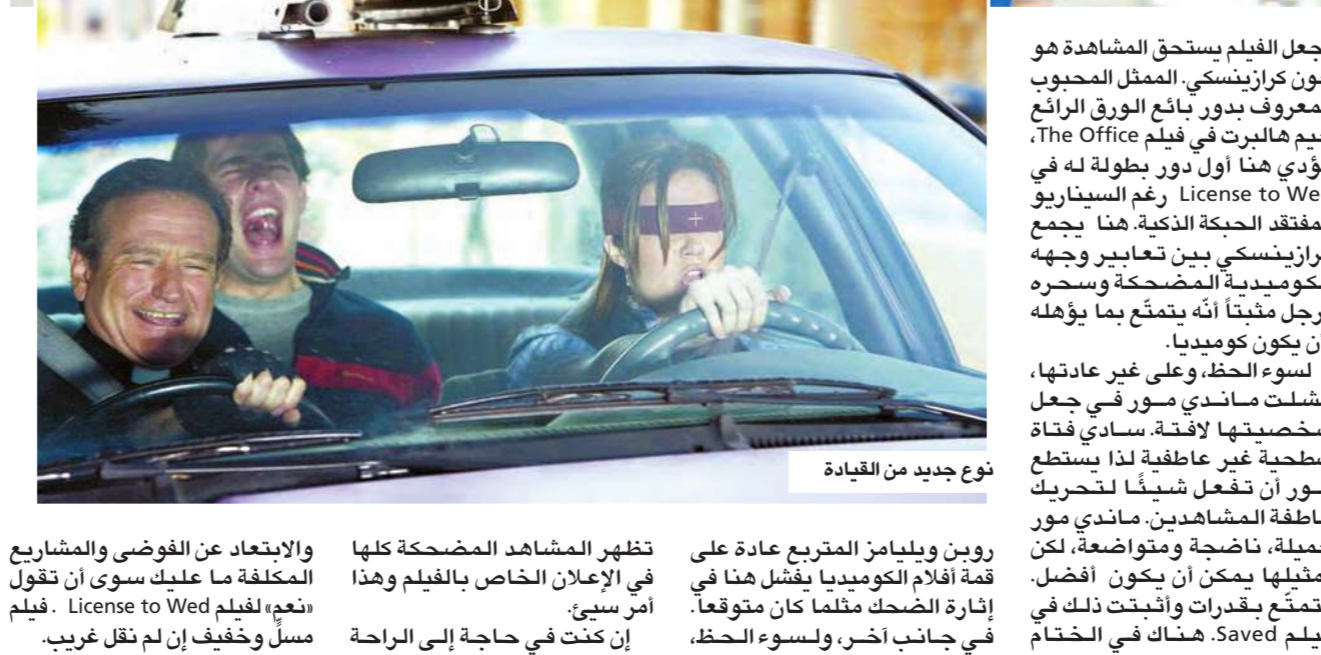 جعل الفيلم يستحق المشاهدة هو
ون كرازينسكي. الممثل المحبوب
لمعروف بدور بائع الورق الرائع
جيم هالبرت في فيلم The Office،
ؤدي هنا أول دور بطولة له في
License to We رغم السيناريو
لمفتقد الحبكة الذكية. هنا يجمع
رازينسكي بين تعابير وجهه
لكوميدية المضحكة وسحره
رجل مثبتاً أنّه يتمتّع بما يؤهله
ن يكون كوميديا.
لسوء الحظ، وعلى غير عادتها،
شلت ماندي مور في جعل
خصيتها لافتة. سادي فتاة
طحية غير عاطفية لذا يستطع
ور أن تفعل شيئًا لتحريك
اطفة المشاهدين. ماندي مور
ميلة، ناضجة ومتواضعة، لكن
مثيلها يمكن أن يكون أفضل.
تمتّع بقدرات وأثبتت ذلك في
يلم Saved. هناك في الختام
نوع جديد من القيادة
روبن ويليامز المتربع عادة على
قمة أفلام الكوميديا يفشل هنا في
إثارة الضحك مثلما كان متوقعا.
في جانب آخر، ولسوء الحظ،
تظهر المشاهد المضحكة كلها
في الإعلان الخاص بالفيلم وهذا
أمر سيئ.
إن كنت في حاجة إلى الراحة
والابتعاد عن الفوضى والمشاريع
المكلفة ما عليك سوى أن تقول
«نعم» لفيلم License to Wed . فيلم
مسلٍّ وخفيف إن لم نقل غريب.